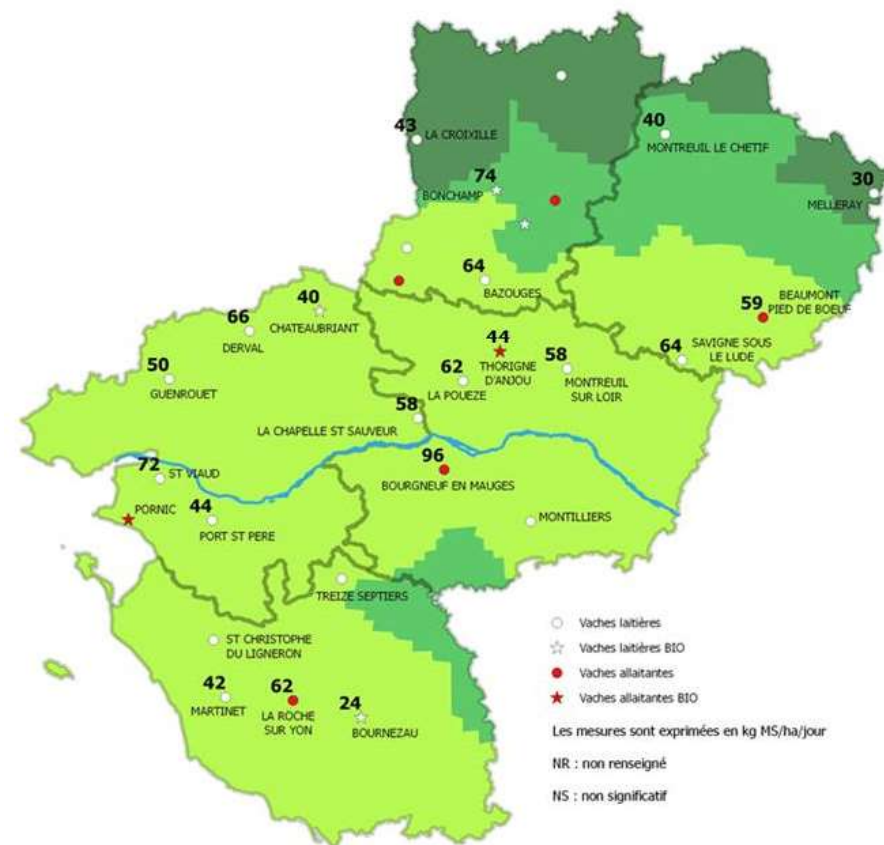 43
LA CROIXILLE
40
MONTREUIL LE CHETIF
74
BONCHAMP
30
MELLERAY
64
BAZOUGES
59
BEAUMONT
PIED DE BOEUF
40
CHATEAUBRIANT
66
DERVAL
44
THORIGNE
D'ANJOU
64
SAVIGNE SOUS
LE LUDE
50
GUENROUET
62
LA POUEZE
58
MONTREUIL
SUR LOIR
58
LA CHAPELLE ST SAUVEUR
96
BOURGNEUF EN MAUGES
72
ST VIAUD
PORNIC
44
PORT ST PERE
MONTILLIERS
TREIZE SEPTIERS
ST CHRISTOPHE
DU LIGNERON
42
MARTINET
62
LA ROCHE
SUR YON
24
BOURNEZAU
Vaches laitières
Vaches laitières BIO
Vaches allaitantes
Vaches allaitantes BIO
Les mesures sont exprimées en kg MS/ha/jour
NR : non renseigné
NS : non significatif